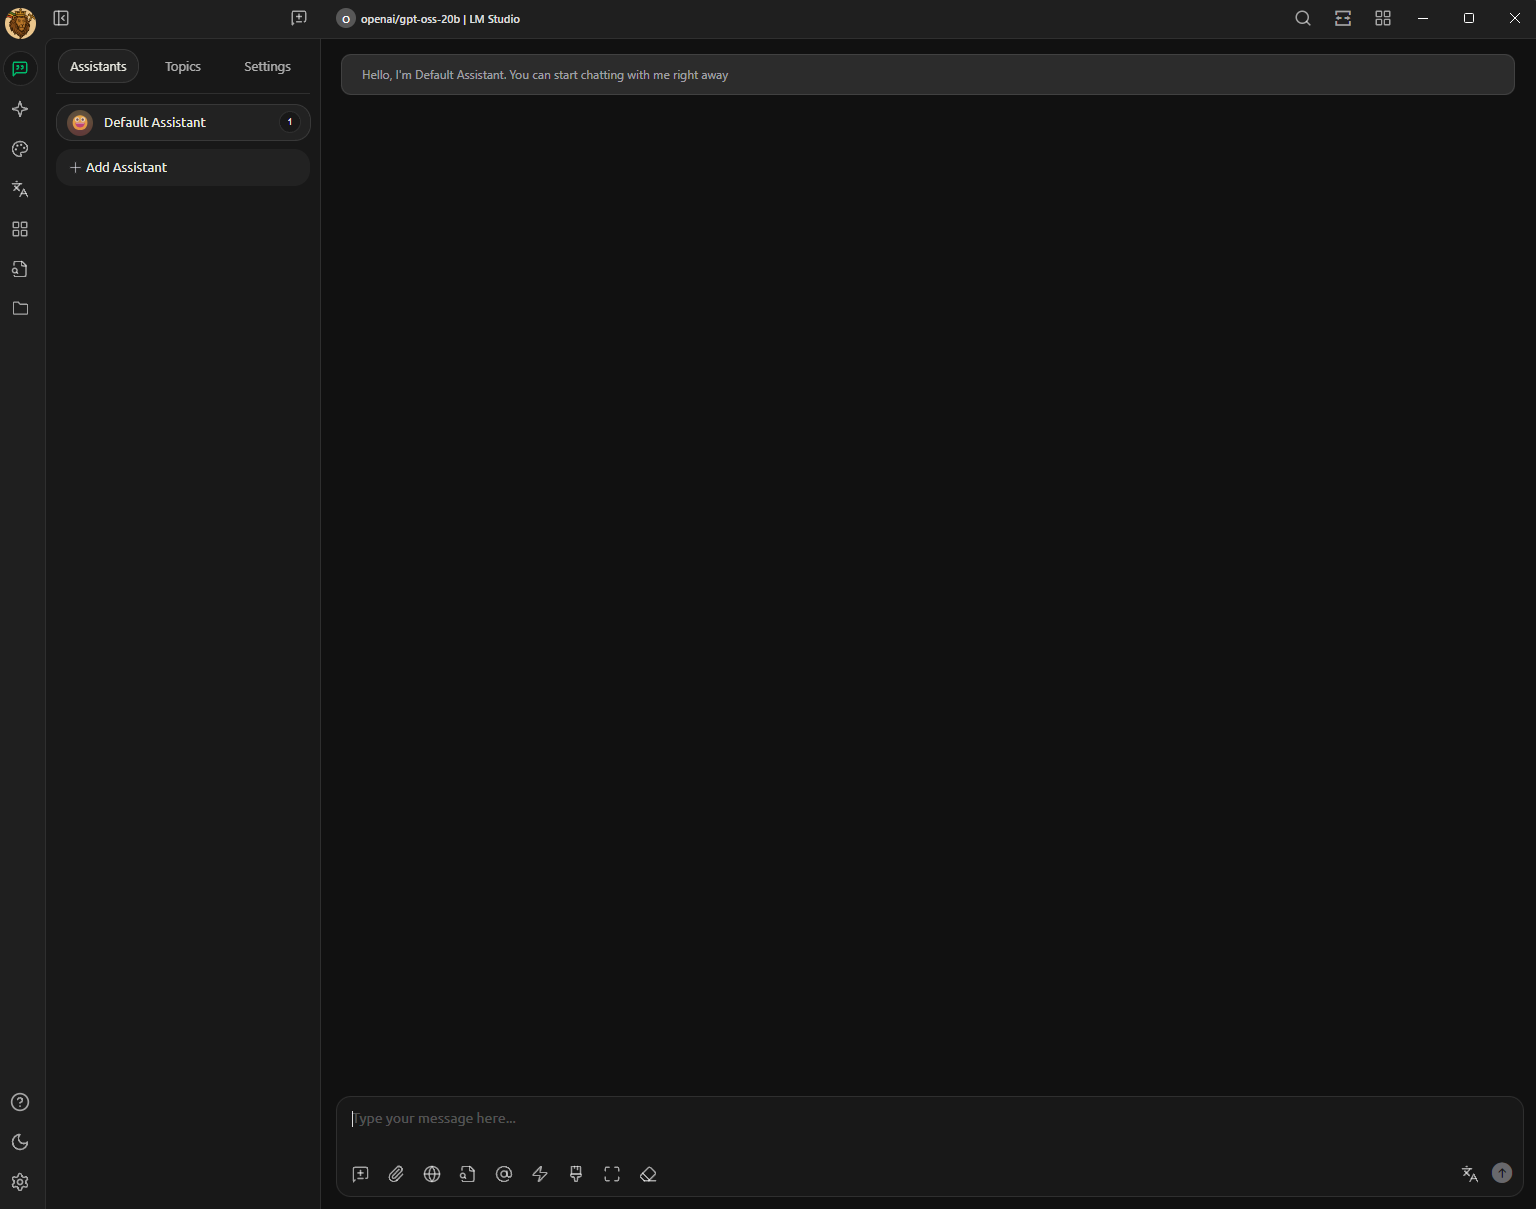 O openai/gpt-oss-20b | LM Studio
Assistants Topics Settings
Default Assistant 1
Add Assistant
Hello, I'm Default Assistant. You can start chatting with me right away
Type your message here...